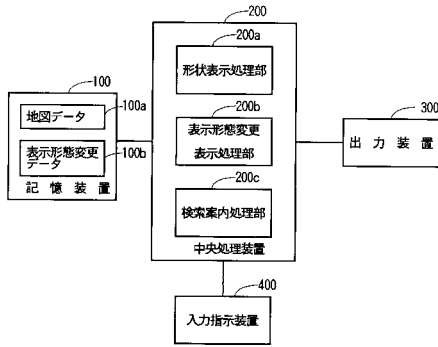 200
200a
形状表示処理部
100
100a
地図データ
200b
表示形態変更
表示処理部
300
出力装置
表示形態変更
データ
100b
記憶装置
200c
検索案内処理部
中央処理装置
400
入力指示装置